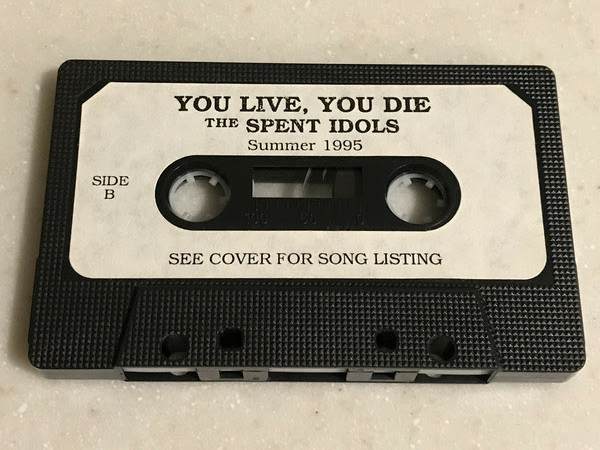 YOU LIVE, YOU DIE
THE SPENT IDOLS
Summer 1995
SIDE
B
SEE COVER FOR SONG LISTING